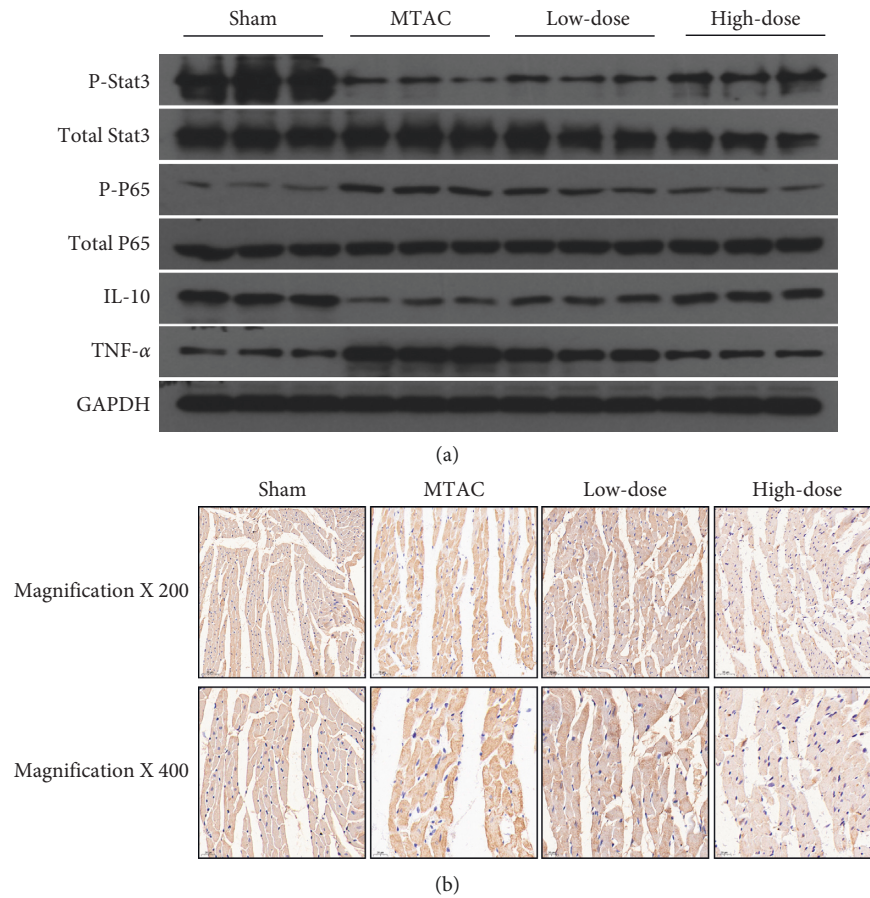 Sham MTAC Low-dose High-dose
P-Stat3
Total Stat3
P-P65
Total P65
IL-10
TNF-α
GAPDH
(a)
Sham MTAC Low-dose High-dose
Magnification X 200
Magnification X 400
(b)